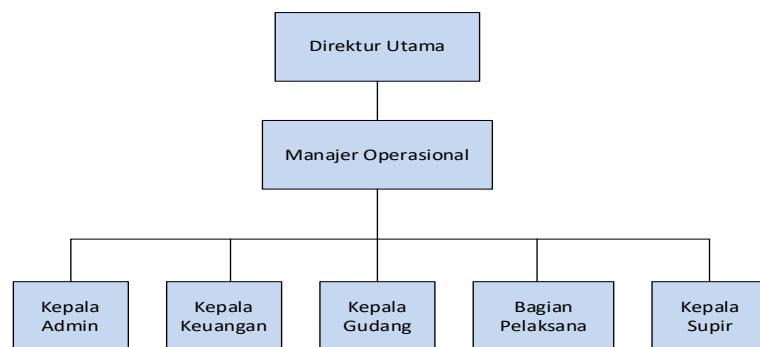 Direktur Utama
Manajer Operasional
Kepala
Admin
Kepala
Keuangan
Kepala
Gudang
Bagian
Pelaksana
Kepala
Supir